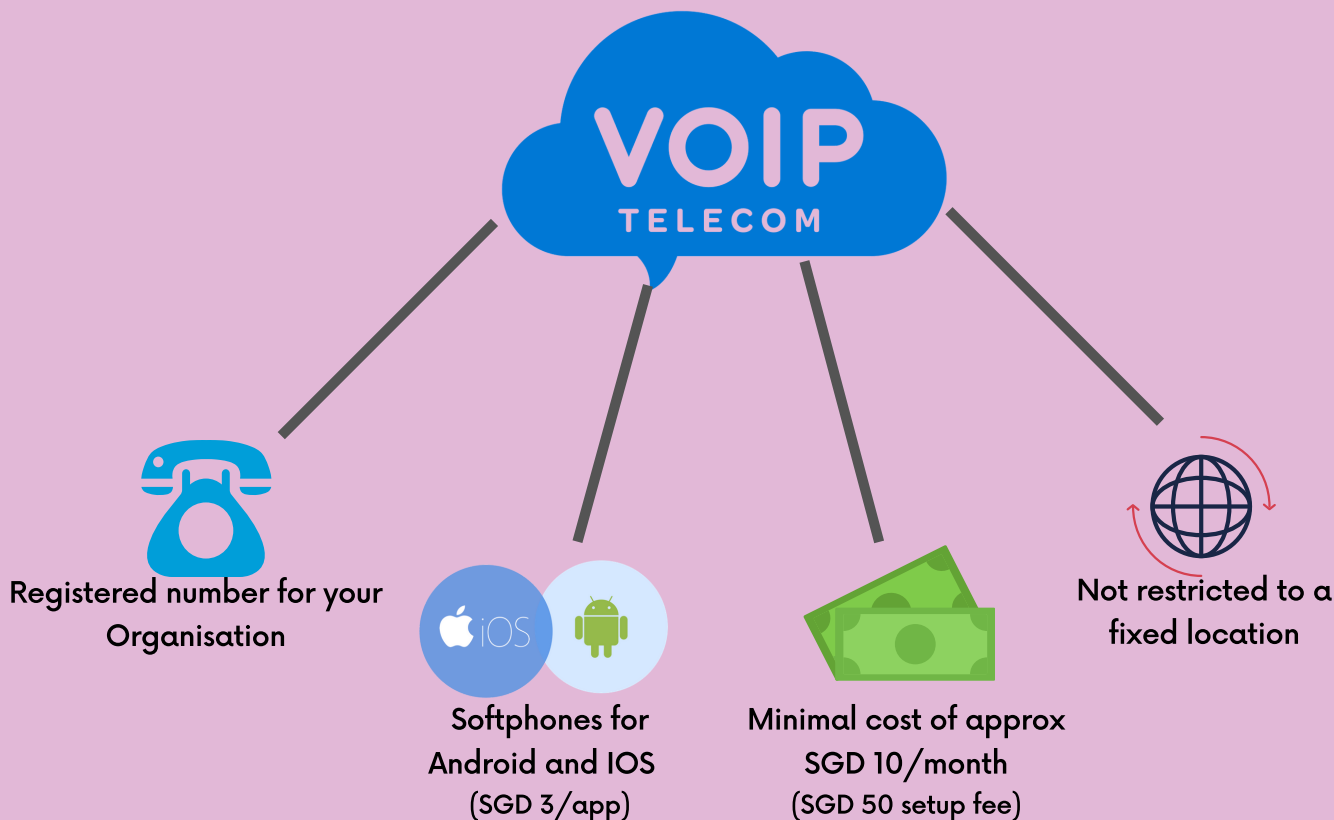 VOIP
TELECOM
Registered number for your
Organisation
iOS
Softphones for
Android and IOS
(SGD 3/app)
Minimal cost of approx
SGD 10/month
(SGD 50 setup fee)
Not restricted to a
fixed location